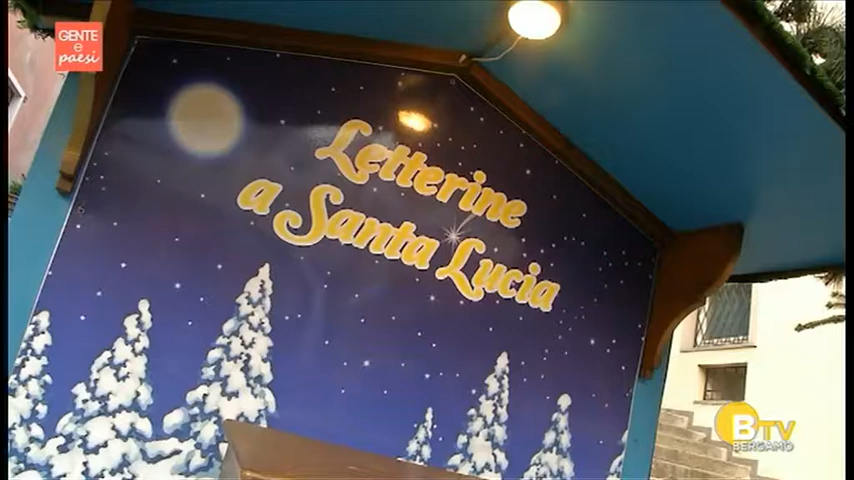 GENTE
e
paesi
Letterine
a Santa Lucia
BTV
BERGAMO